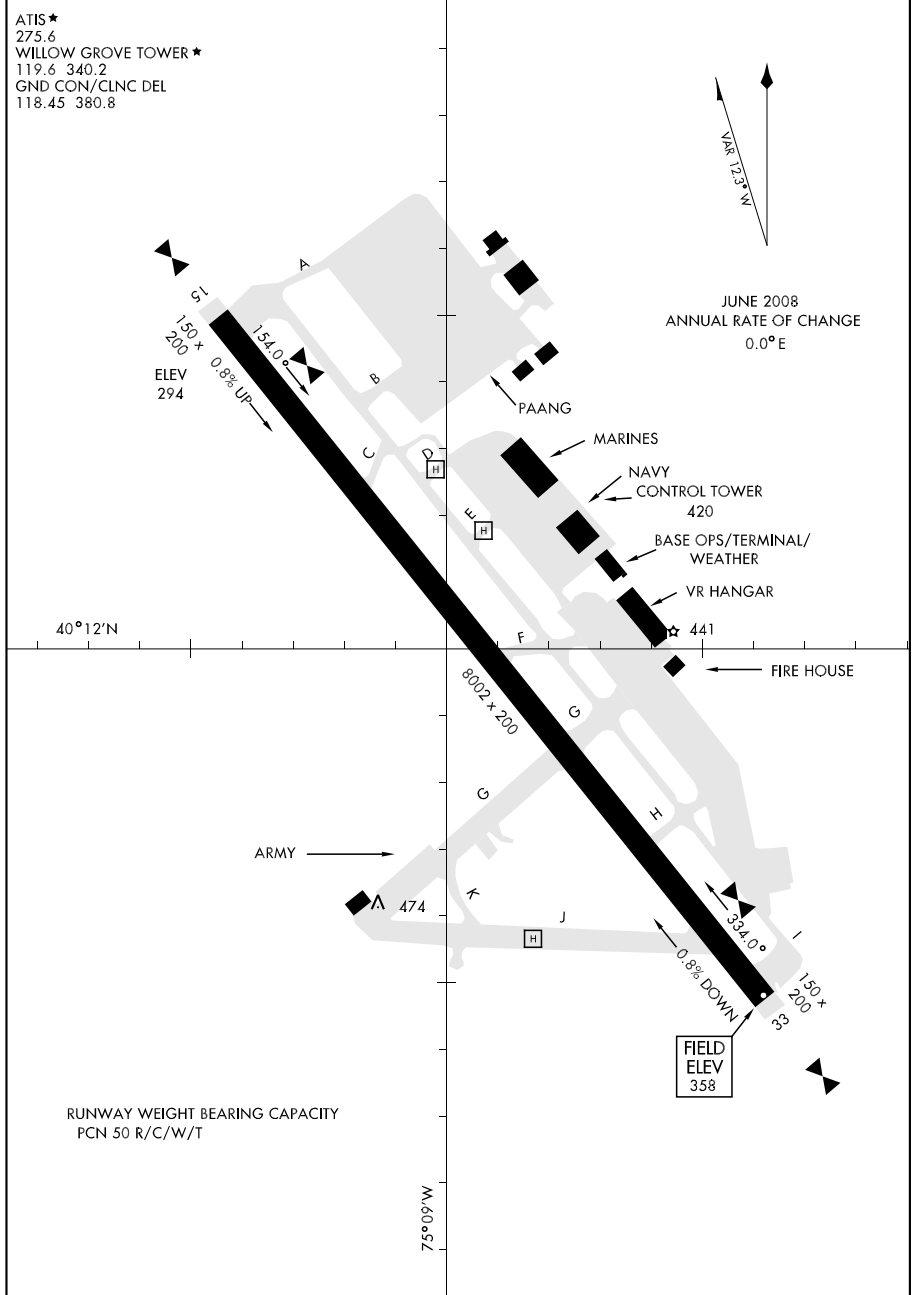 ATIS★
275.6
WILLOW GROVE TOWER★
119.6 340.2
GND CON/CLNC DEL
118.45 380.8
VAR 12.3° W
JUNE 2008
ANNUAL RATE OF CHANGE
0.0° E
A
15
150 x
200
154.0°
0.8% UP
ELEV
294
B
PAANG
C
D
H
MARINES
NAVY
CONTROL TOWER
420
E
H
BASE OPS/TERMINAL/
WEATHER
VR HANGAR
441
40°12'N
F
FIRE HOUSE
8002 x 200
G
G
H
ARMY
K
474
J
H
I
334.0°
0.8% DOWN
150 x
200
33
FIELD
ELEV
358
RUNWAY WEIGHT BEARING CAPACITY
PCN 50 R/C/W/T
75°09'W